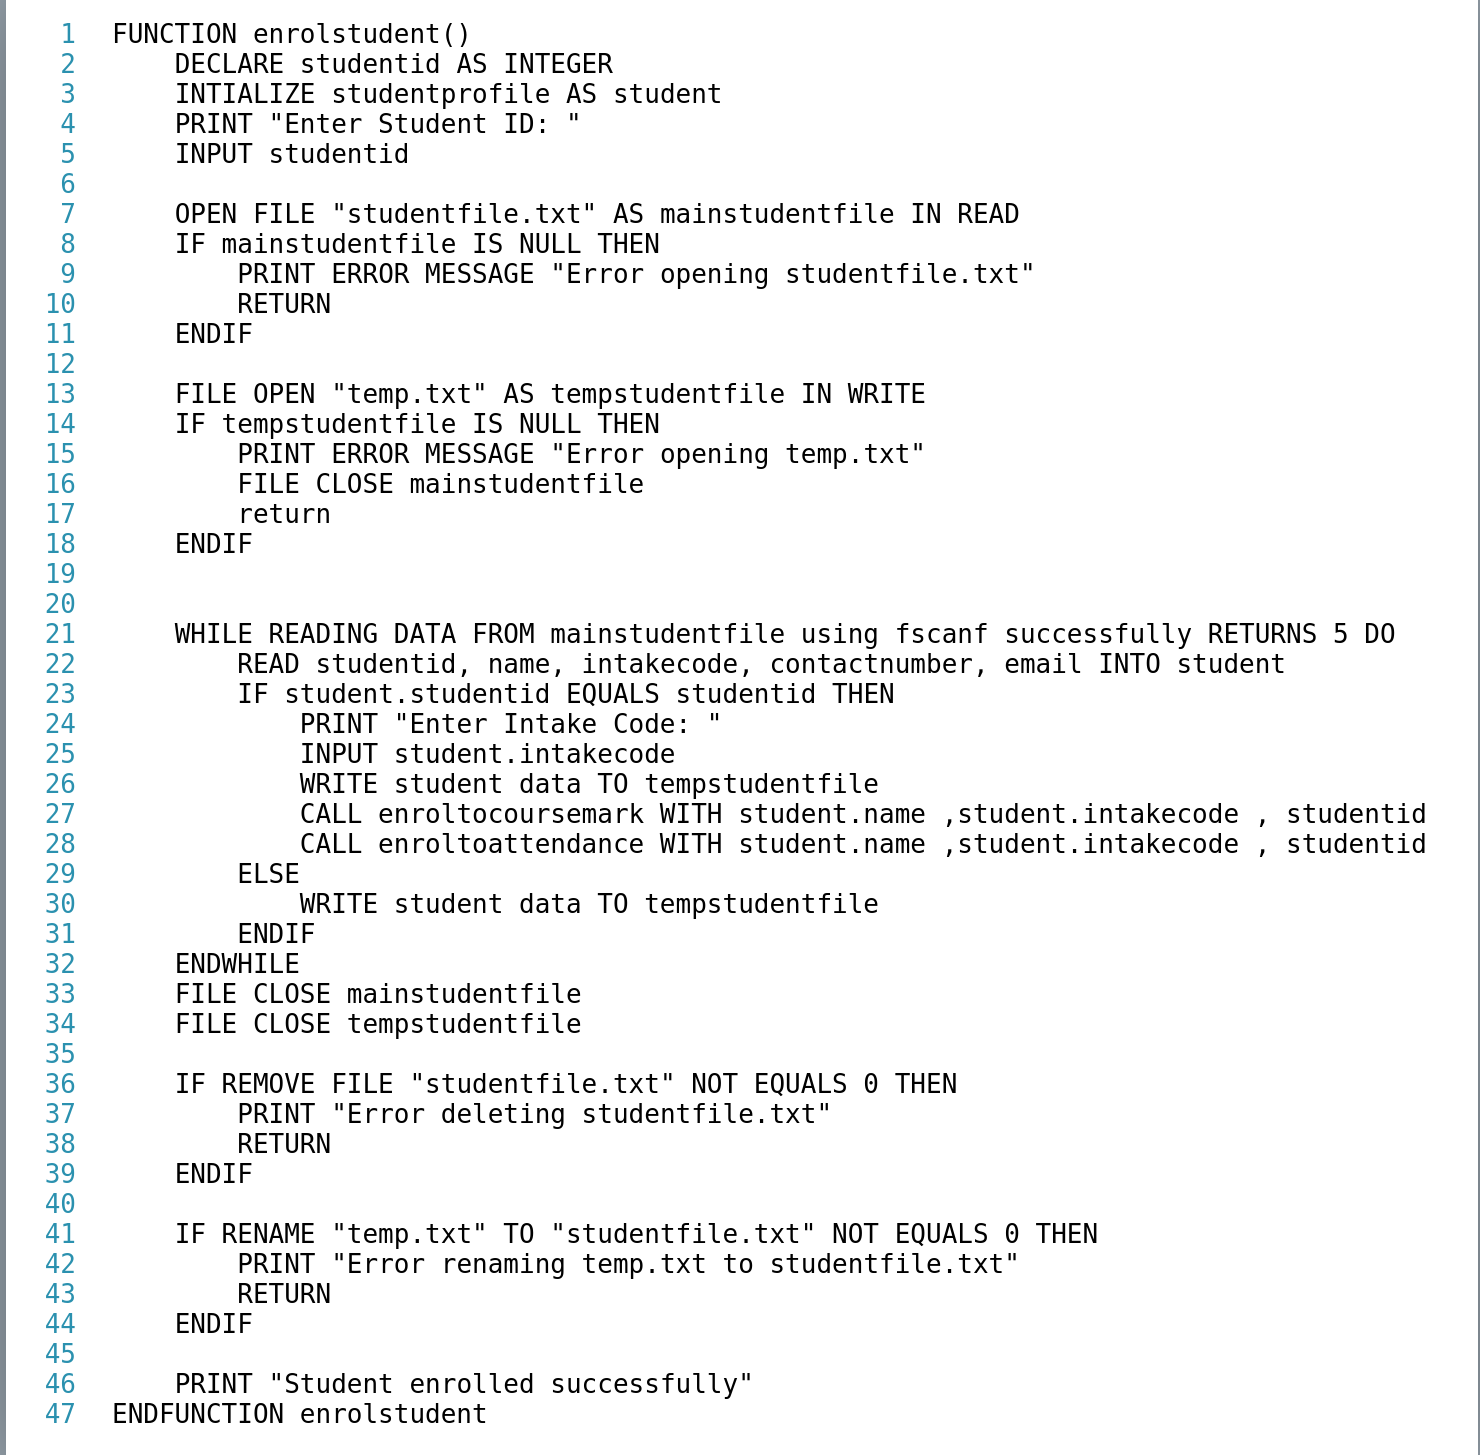 1 FUNCTION enrolstudent()
2 DECLARE studentid AS INTEGER
3 INTIALIZE studentprofile AS student
4 PRINT "Enter Student ID: "
5 INPUT studentid
6
7 OPEN FILE "studentfile.txt" AS mainstudentfile IN READ
8 IF mainstudentfile IS NULL THEN
9 PRINT ERROR MESSAGE "Error opening studentfile.txt"
10 RETURN
11 ENDIF
12
13 FILE OPEN "temp.txt" AS tempstudentfile IN WRITE
14 IF tempstudentfile IS NULL THEN
15 PRINT ERROR MESSAGE "Error opening temp.txt"
16 FILE CLOSE mainstudentfile
17 return
18 ENDIF
19
20
21 WHILE READING DATA FROM mainstudentfile using fscanf successfully RETURNS 5 DO
22 READ studentid, name, intakecode, contactnumber, email INTO student
23 IF student.studentid EQUALS studentid THEN
24 PRINT "Enter Intake Code: "
25 INPUT student.intakecode
26 WRITE student data TO tempstudentfile
27 CALL enroltocoursemark WITH student.name ,student.intakecode , studentid
28 CALL enroltoattendance WITH student.name ,student.intakecode , studentid
29 ELSE
30 WRITE student data TO tempstudentfile
31 ENDIF
32 ENDWHILE
33 FILE CLOSE mainstudentfile
34 FILE CLOSE tempstudentfile
35
36 IF REMOVE FILE "studentfile.txt" NOT EQUALS 0 THEN
37 PRINT "Error deleting studentfile.txt"
38 RETURN
39 ENDIF
40
41 IF RENAME "temp.txt" TO "studentfile.txt" NOT EQUALS 0 THEN
42 PRINT "Error renaming temp.txt to studentfile.txt"
43 RETURN
44 ENDIF
45
46 PRINT "Student enrolled successfully"
47 ENDFUNCTION enrolstudent